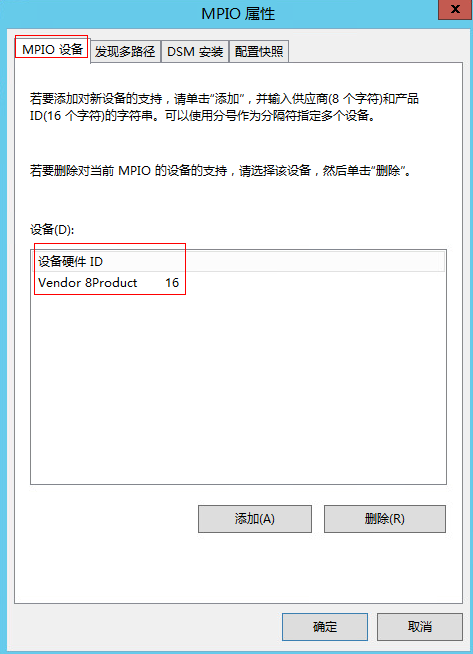 MPIO 属性
x
MPIO 设备 发现多路径 DSM 安装 配置快照
若要添加对新设备的支持，请单击“添加”，并输入供应商(8 个字符)和产品
ID(16 个字符)的字符串。可以使用分号作为分隔符指定多个设备。
若要删除对当前 MPIO 的设备的支持，请选择该设备，然后单击“删除”。
设备(D):
设备硬件 ID
Vendor 8Product 16
添加(A) 删除(R)
确定 取消